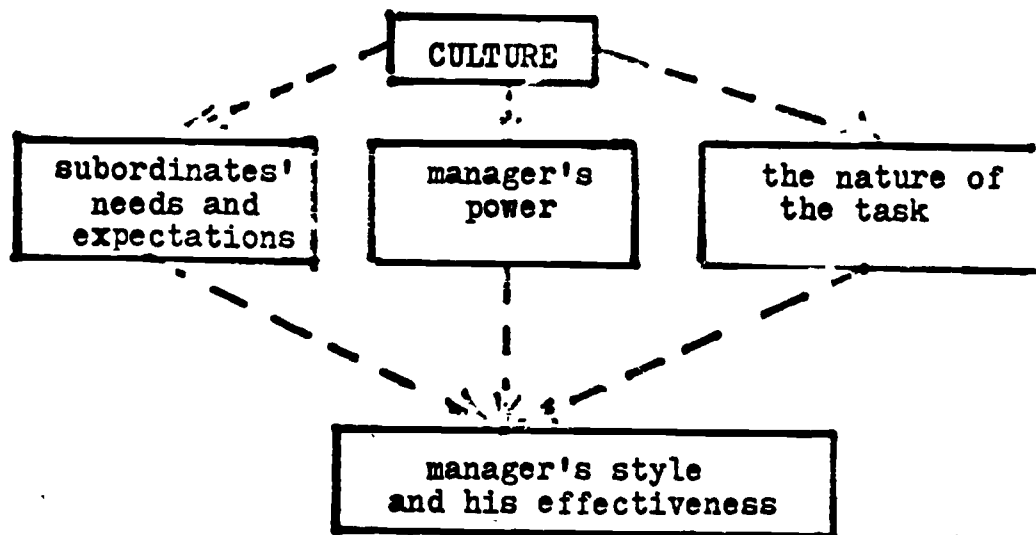 CULTURE
subordinates'
needs and
expectations
manager's
power
the nature of
the task
manager's style
and his effectiveness